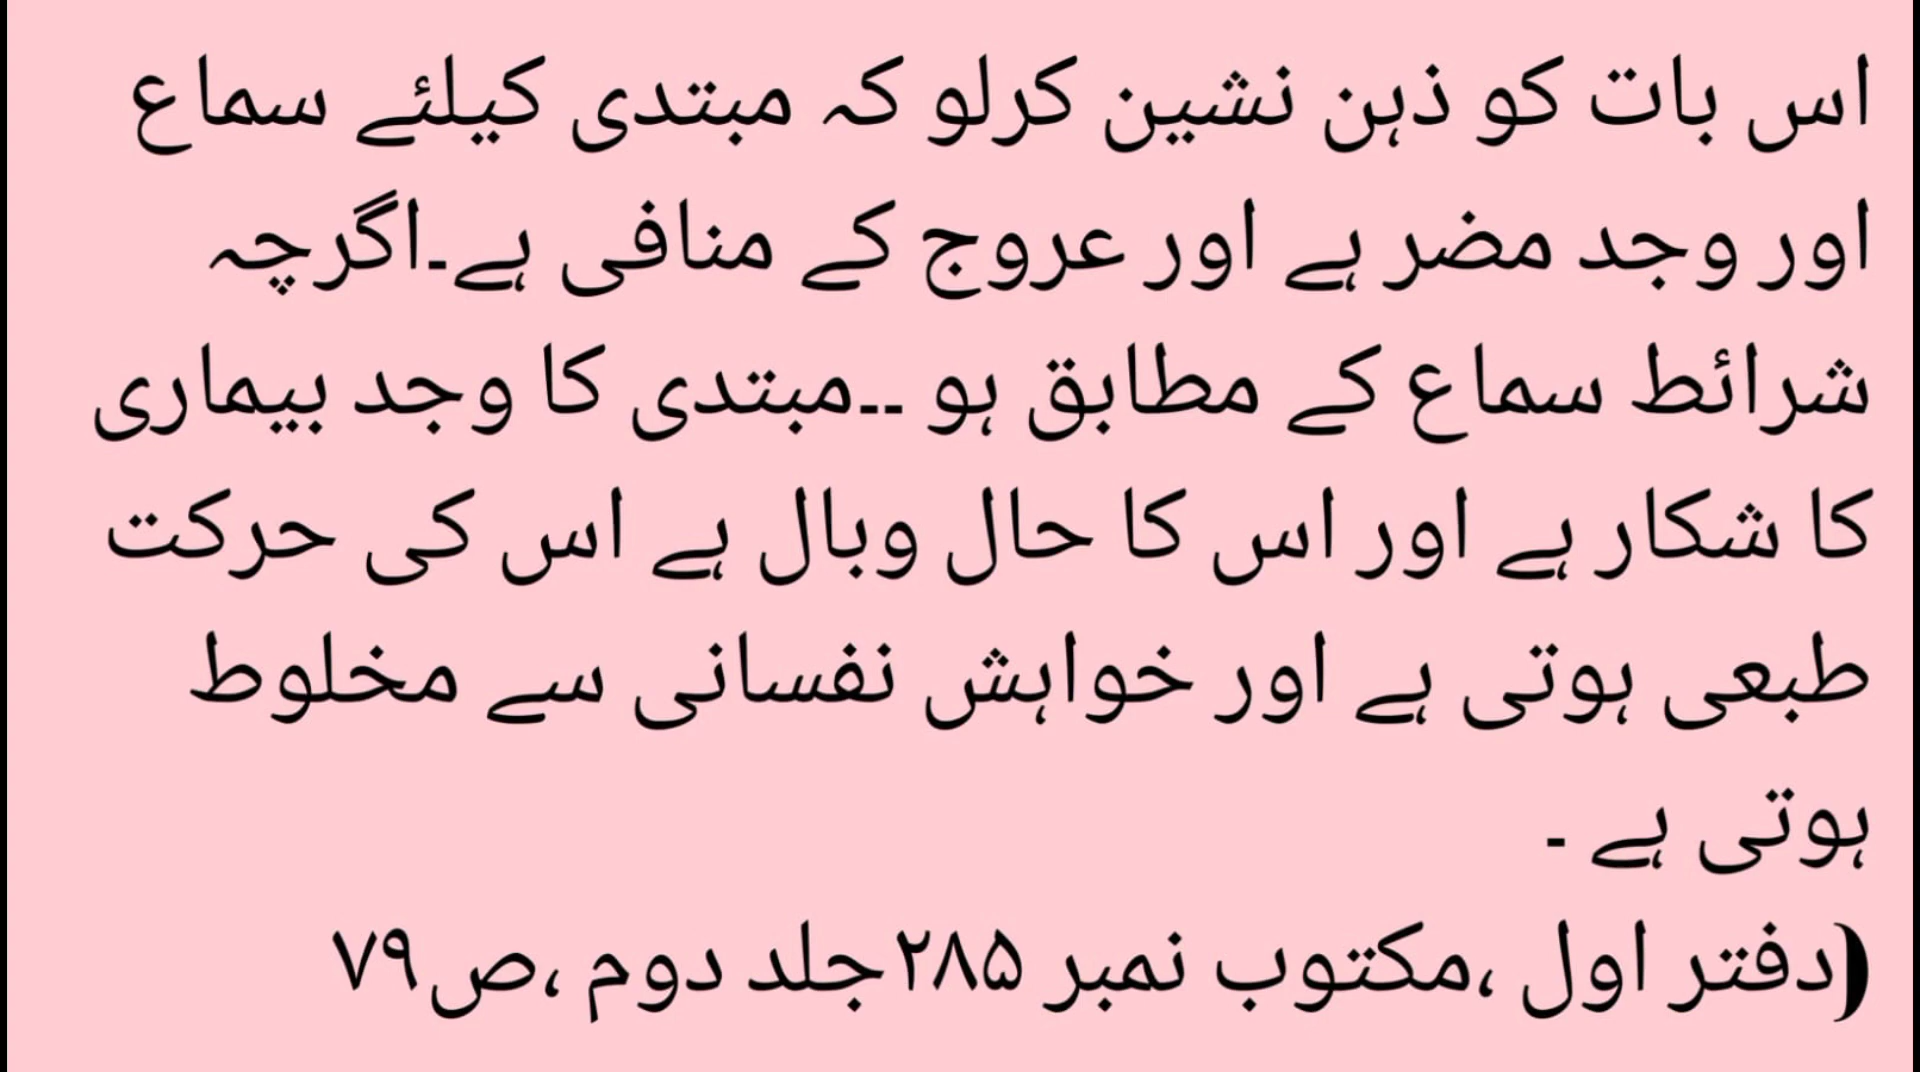 اس بات کو ذہن نشین کرلو کہ مبتدی کیلئے سماع
اور وجد مضر ہے اور عروج کے منافی ہے۔اگرچہ
شرائط سماع کے مطابق ہو ۔۔مبتدی کا وجد بیماری
کا شکار ہے اور اس کا حال وبال ہے اس کی حرکت
طبعی ہوتی ہے اور خواہش نفسانی سے مخلوط
ہوتی ہے ۔
(دفتر اول ،مکتوب نمبر ۲۸۵جلد دوم ،ص۷۹